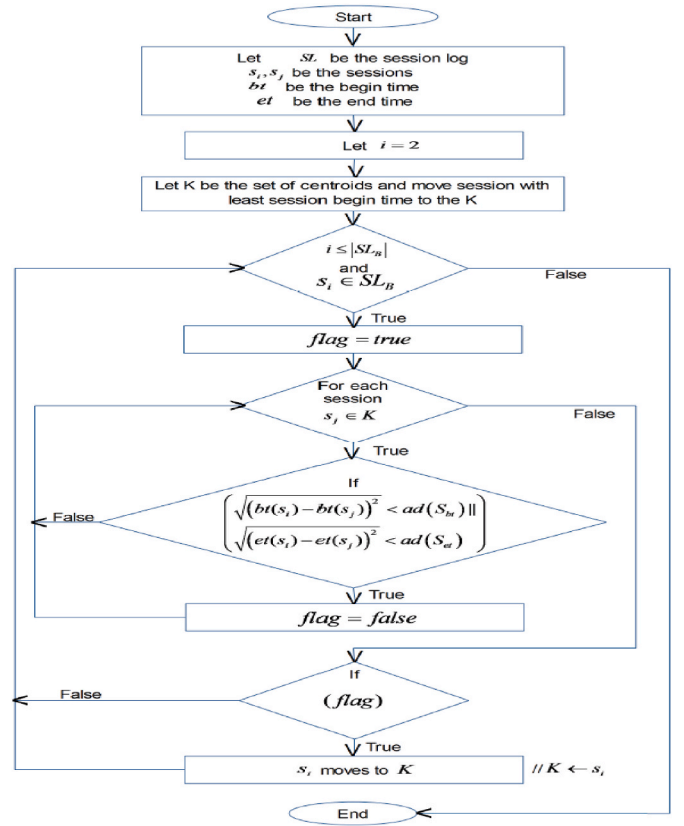 Start
Let SL be the session log
s_i, s_j be the sessions
bt be the begin time
et be the end time
Let i = 2
Let K be the set of centroids and move session with
least session begin time to the K
i ≤ |SL_B|
and
s_i ∈ SL_B
False
True
flag = true
For each
session
s_j ∈ K
False
True
If
(√(bt(s_i) − bt(s_j))² < ad(S_bt) ||
√(et(s_i) − et(s_j))² < ad(S_et))
False
True
flag = false
If
(flag)
False
True
s_i moves to K // K ← s_i
End